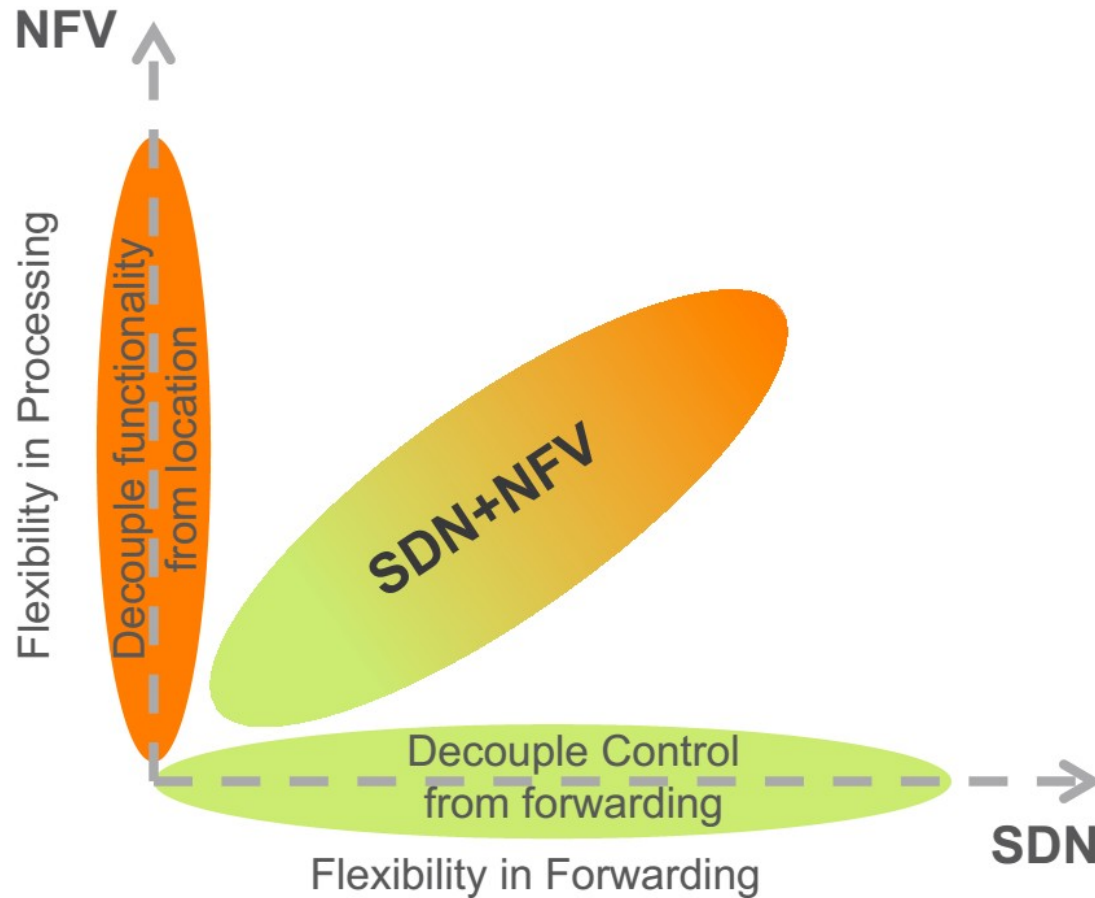 NFV
Flexibility in Processing
Decouple functionality
from location
SDN+NFV
Decouple Control
from forwarding
SDN
Flexibility in Forwarding